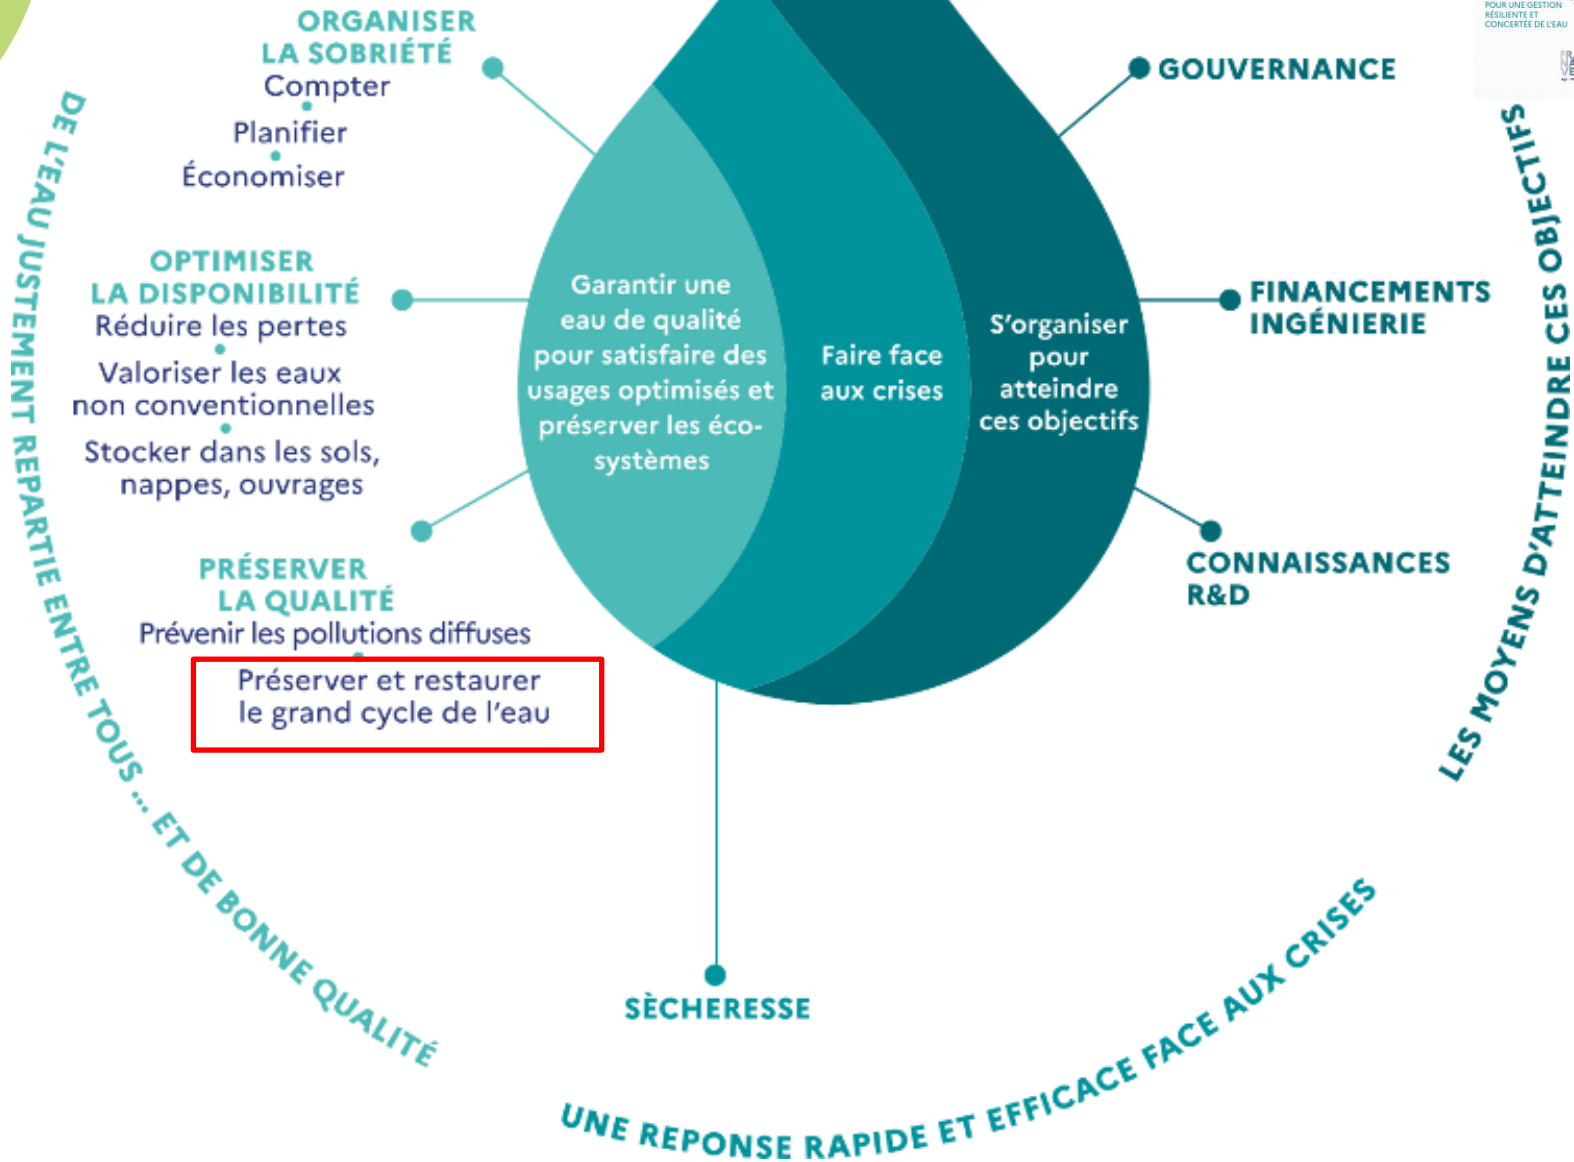 POUR UNE GESTION
RÉSILIENTE ET
CONCERTÉE DE L'EAU
ORGANISER
LA SOBRIÉTÉ
Compter
Planifier
Économiser
OPTIMISER
LA DISPONIBILITÉ
Réduire les pertes
Valoriser les eaux
non conventionnelles
Stocker dans les sols,
nappes, ouvrages
PRÉSERVER
LA QUALITÉ
Prévenir les pollutions diffuses
Préserver et restaurer
le grand cycle de l'eau
Garantir une
eau de qualité
pour satisfaire des
usages optimisés et
préserver les éco-
systèmes
Faire face
aux crises
S'organiser
pour
atteindre
ces objectifs
GOUVERNANCE
FINANCEMENTS
INGÉNIERIE
CONNAISSANCES
R&D
SÈCHERESSE
DE L'EAU JUSTEMENT REPARTIE ENTRE TOUS ... ET DE BONNE QUALITÉ
UNE REPONSE RAPIDE ET EFFICACE FACE AUX CRISES
LES MOYENS D'ATTEINDRE CES OBJECTIFS